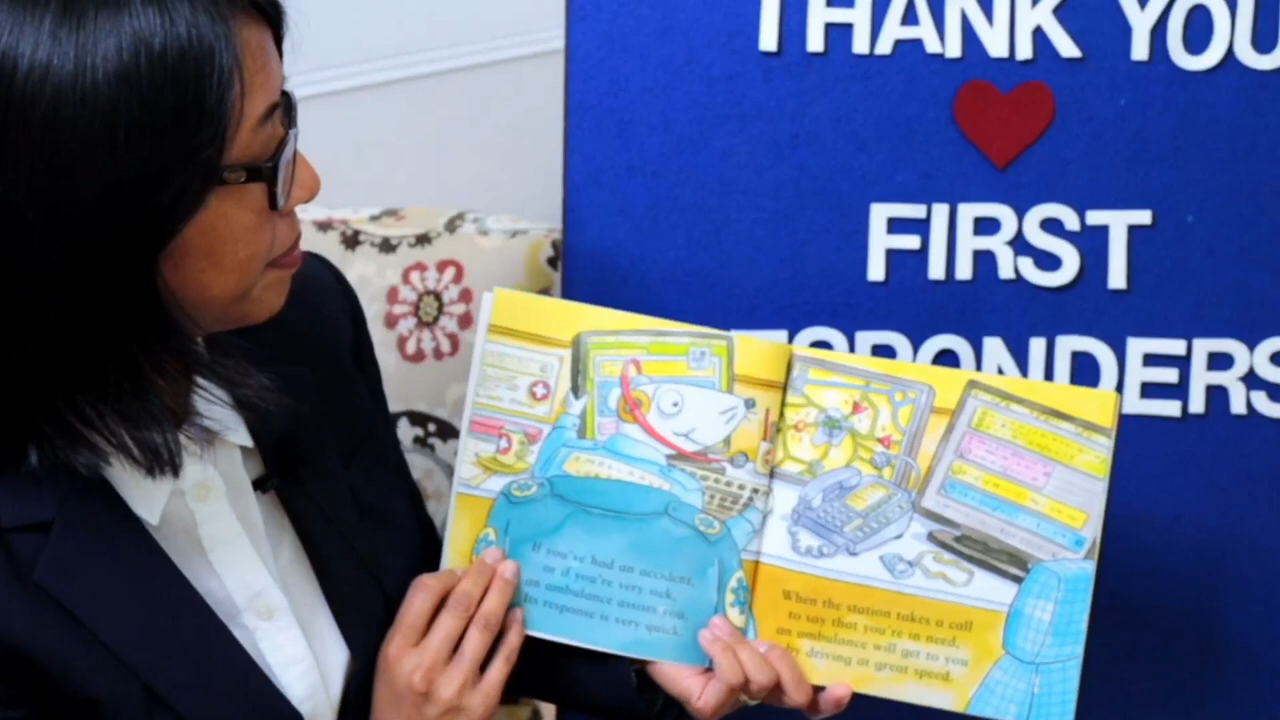 THANK YOU
FIRST
RESPONDERS
If you've had an accident,
or if you're very sick,
an ambulance assists you.
Its response is very quick.
When the station takes a call
to say that you're in need,
an ambulance will get to you
by driving at great speed.